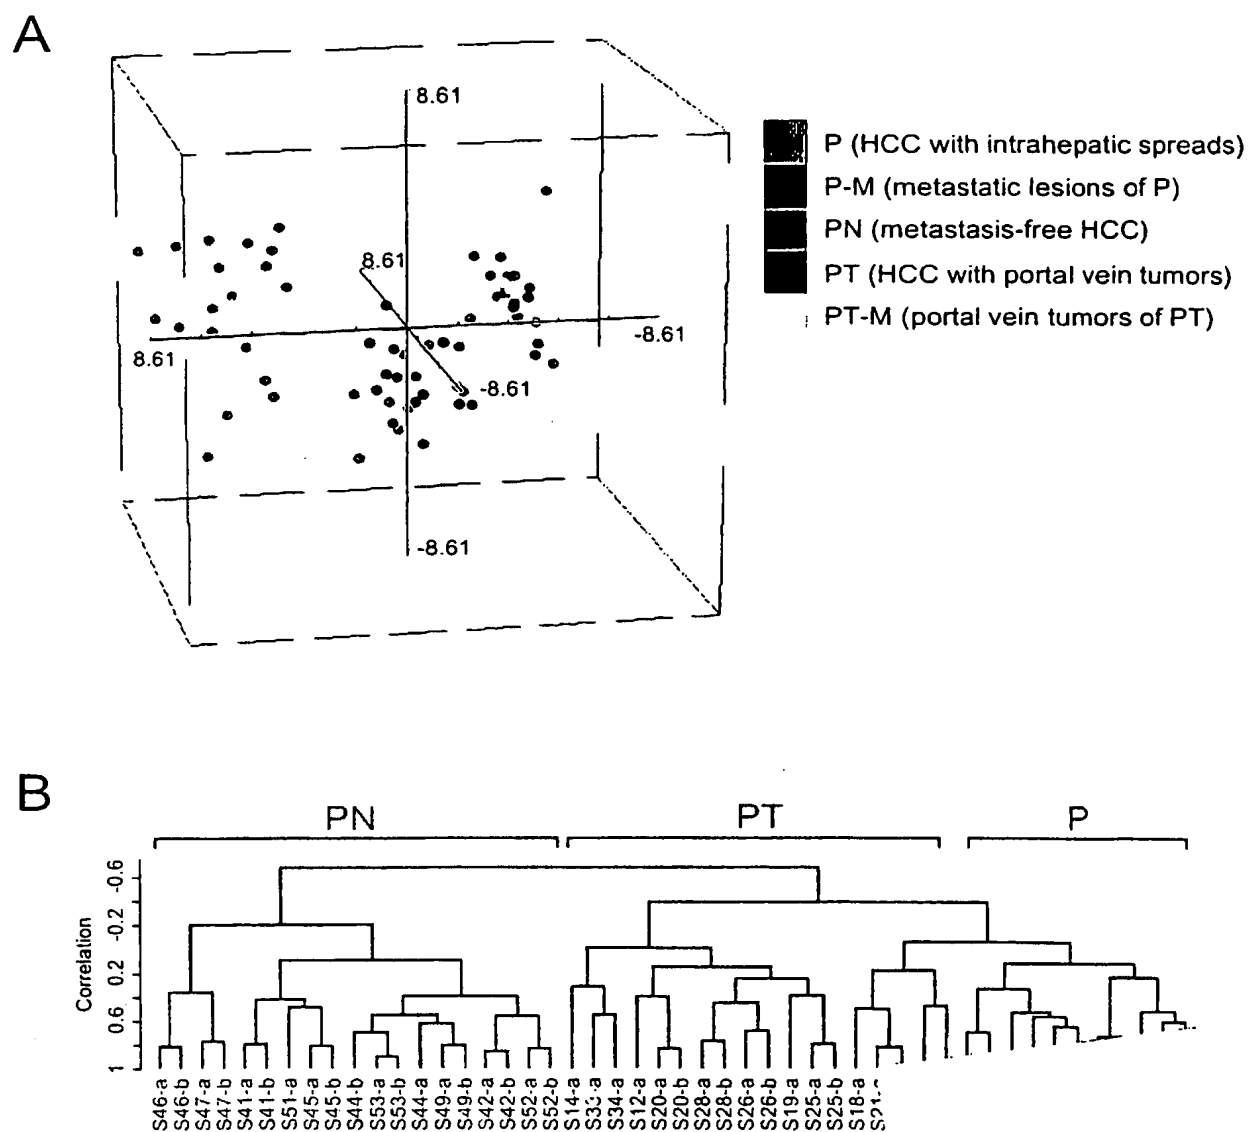 A
8.61
P (HCC with intrahepatic spreads)
P-M (metastatic lesions of P)
PN (metastasis-free HCC)
PT (HCC with portal vein tumors)
PT-M (portal vein tumors of PT)
8.61
-8.61
8.61
-8.61
-8.61
B
PN PT P
Correlation
-0.6
-0.2
0.2
0.6
1
S46-a
S46-b
S47-a
S47-b
S41-a
S41-b
S51-a
S45-a
S45-b
S44-b
S53-a
S53-b
S44-a
S49-a
S49-b
S42-a
S42-b
S52-a
S52-b
S14-a
S34-a
S12-a
S20-a
S20-b
S28-a
S28-b
S26-a
S26-b
S19-a
S25-a
S25-b
S18-a